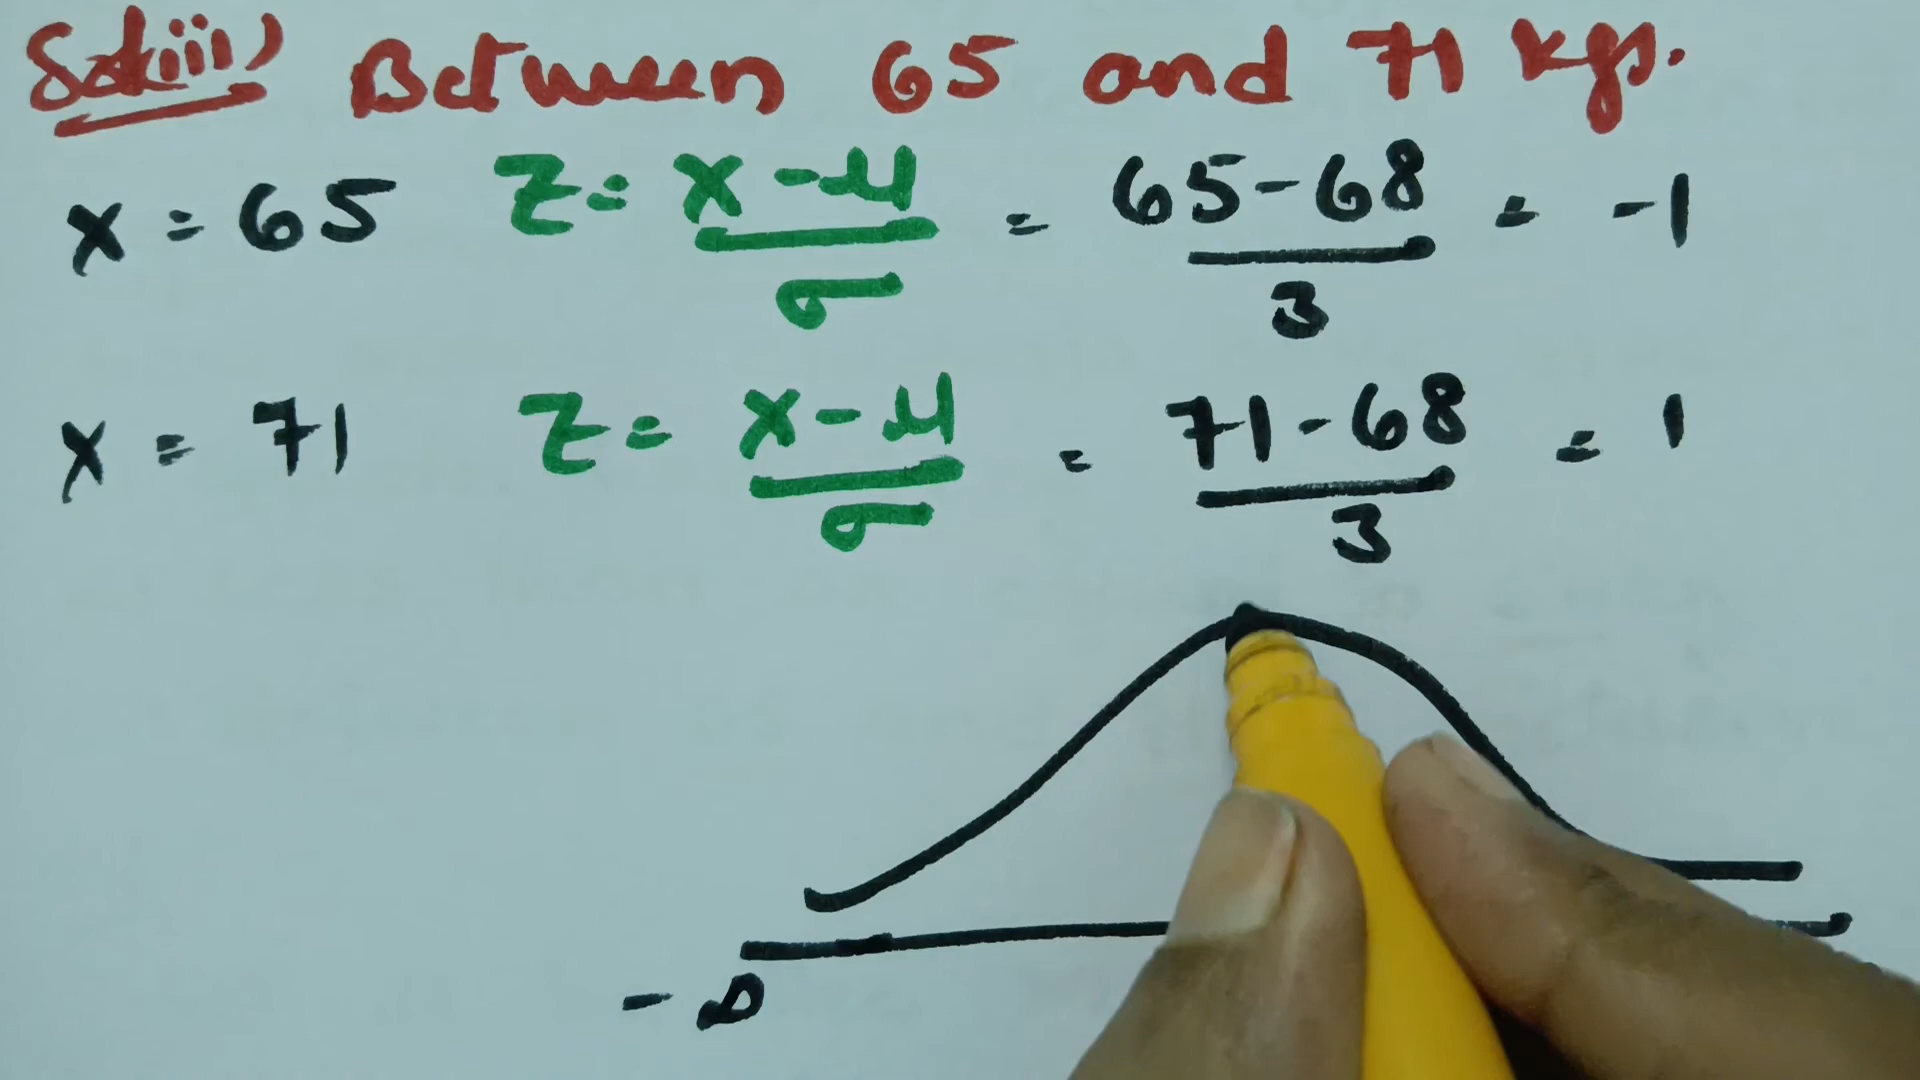 Sol:iii) Between 65 and 71 kgs.
x = 65 z = x - μ / σ = 65 - 68 / 3 = -1
x = 71 z = x - μ / σ = 71 - 68 / 3 = 1
- ∞